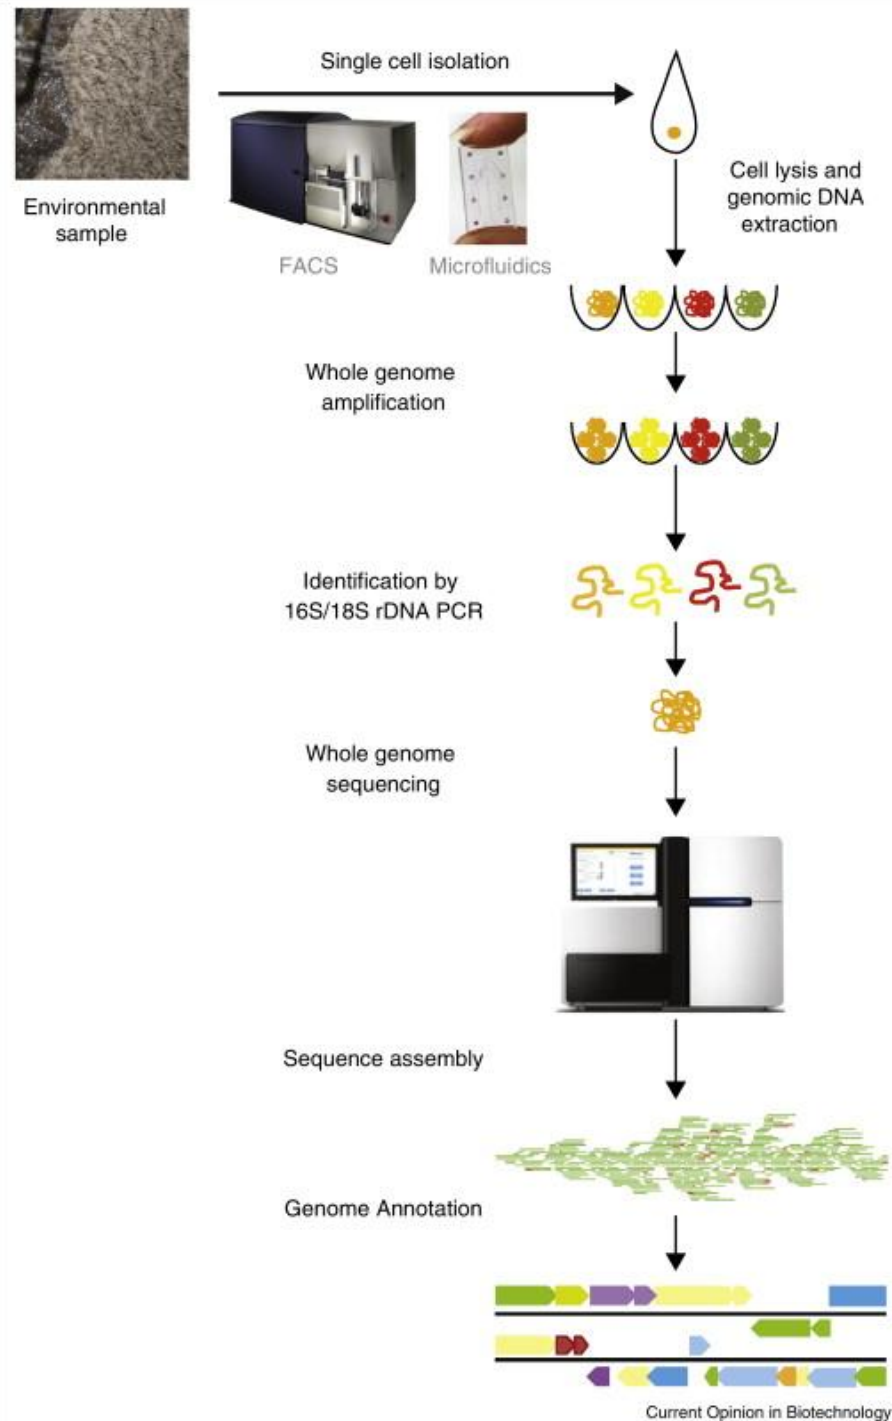 Single cell isolation
Environmental
sample
FACS
Microfluidics
Cell lysis and
genomic DNA
extraction
Whole genome
amplification
Identification by
16S/18S rDNA PCR
Whole genome
sequencing
Sequence assembly
Genome Annotation
Current Opinion in Biotechnology